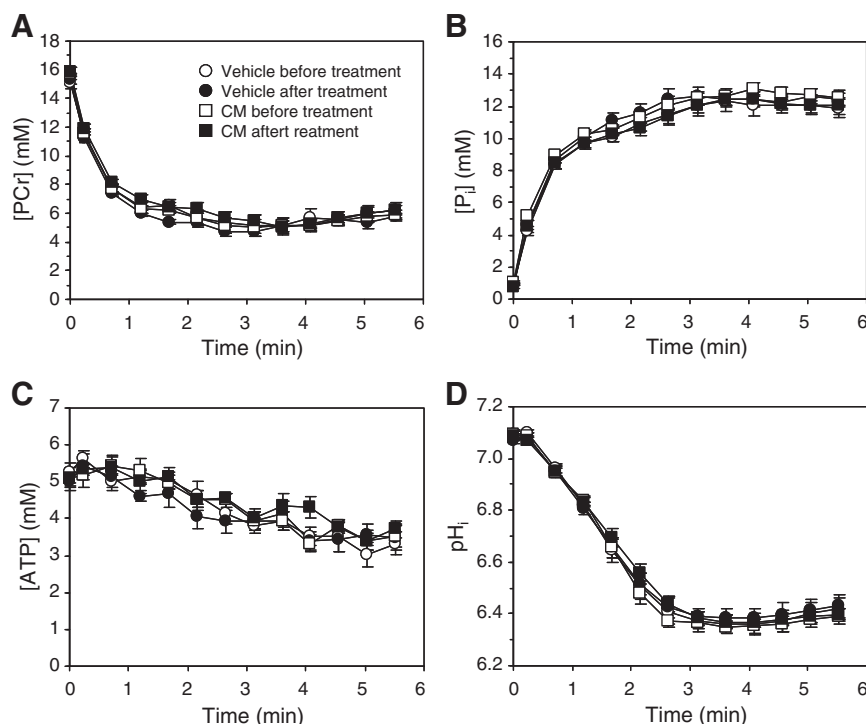 A
[PCr] (mM)
18
16
14
12
10
8
6
4
2
0
Vehicle before treatment
Vehicle after treatment
CM before treatment
CM aftert reatment
0 1 2 3 4 5 6
Time (min)
B
[Pi] (mM)
16
14
12
10
8
6
4
2
0
0 1 2 3 4 5 6
Time (min)
C
[ATP] (mM)
7
6
5
4
3
2
1
0
0 1 2 3 4 5 6
Time (min)
D
pHi
7.2
7.0
6.8
6.6
6.4
6.2
0 1 2 3 4 5 6
Time (min)